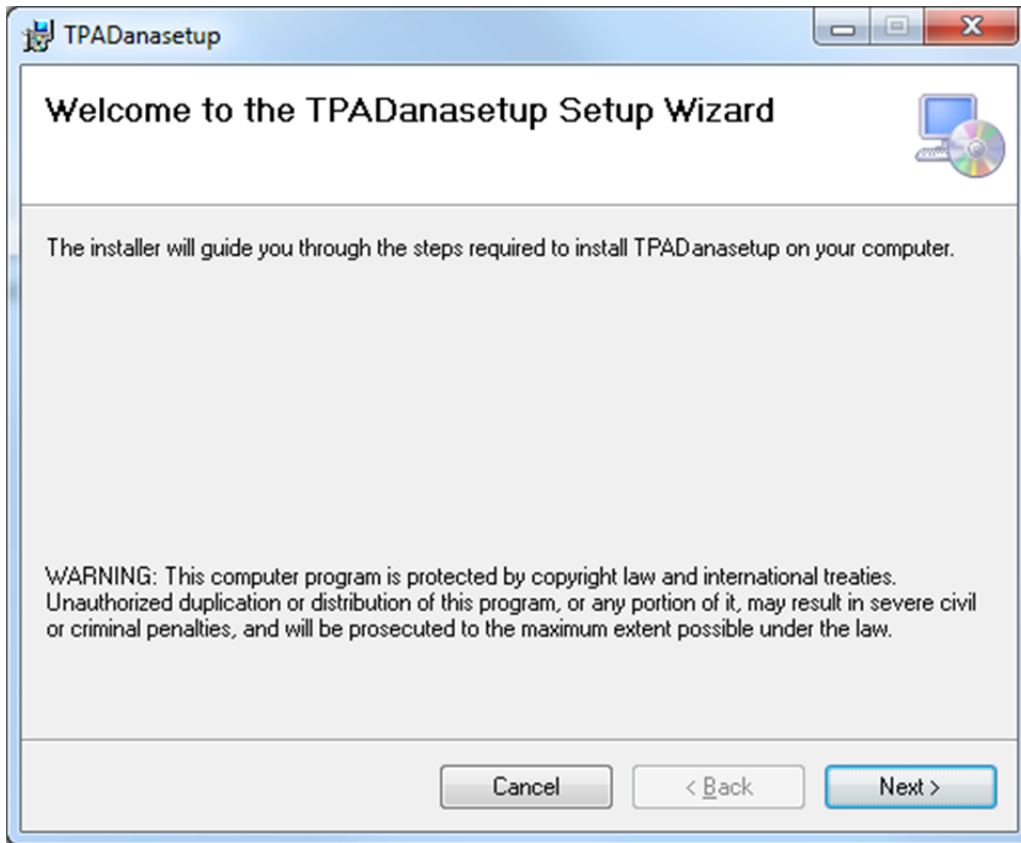 TPADanasetup
Welcome to the TPADanasetup Setup Wizard
The installer will guide you through the steps required to install TPADanasetup on your computer.
WARNING: This computer program is protected by copyright law and international treaties.
Unauthorized duplication or distribution of this program, or any portion of it, may result in severe civil
or criminal penalties, and will be prosecuted to the maximum extent possible under the law.
Cancel
< Back
Next >